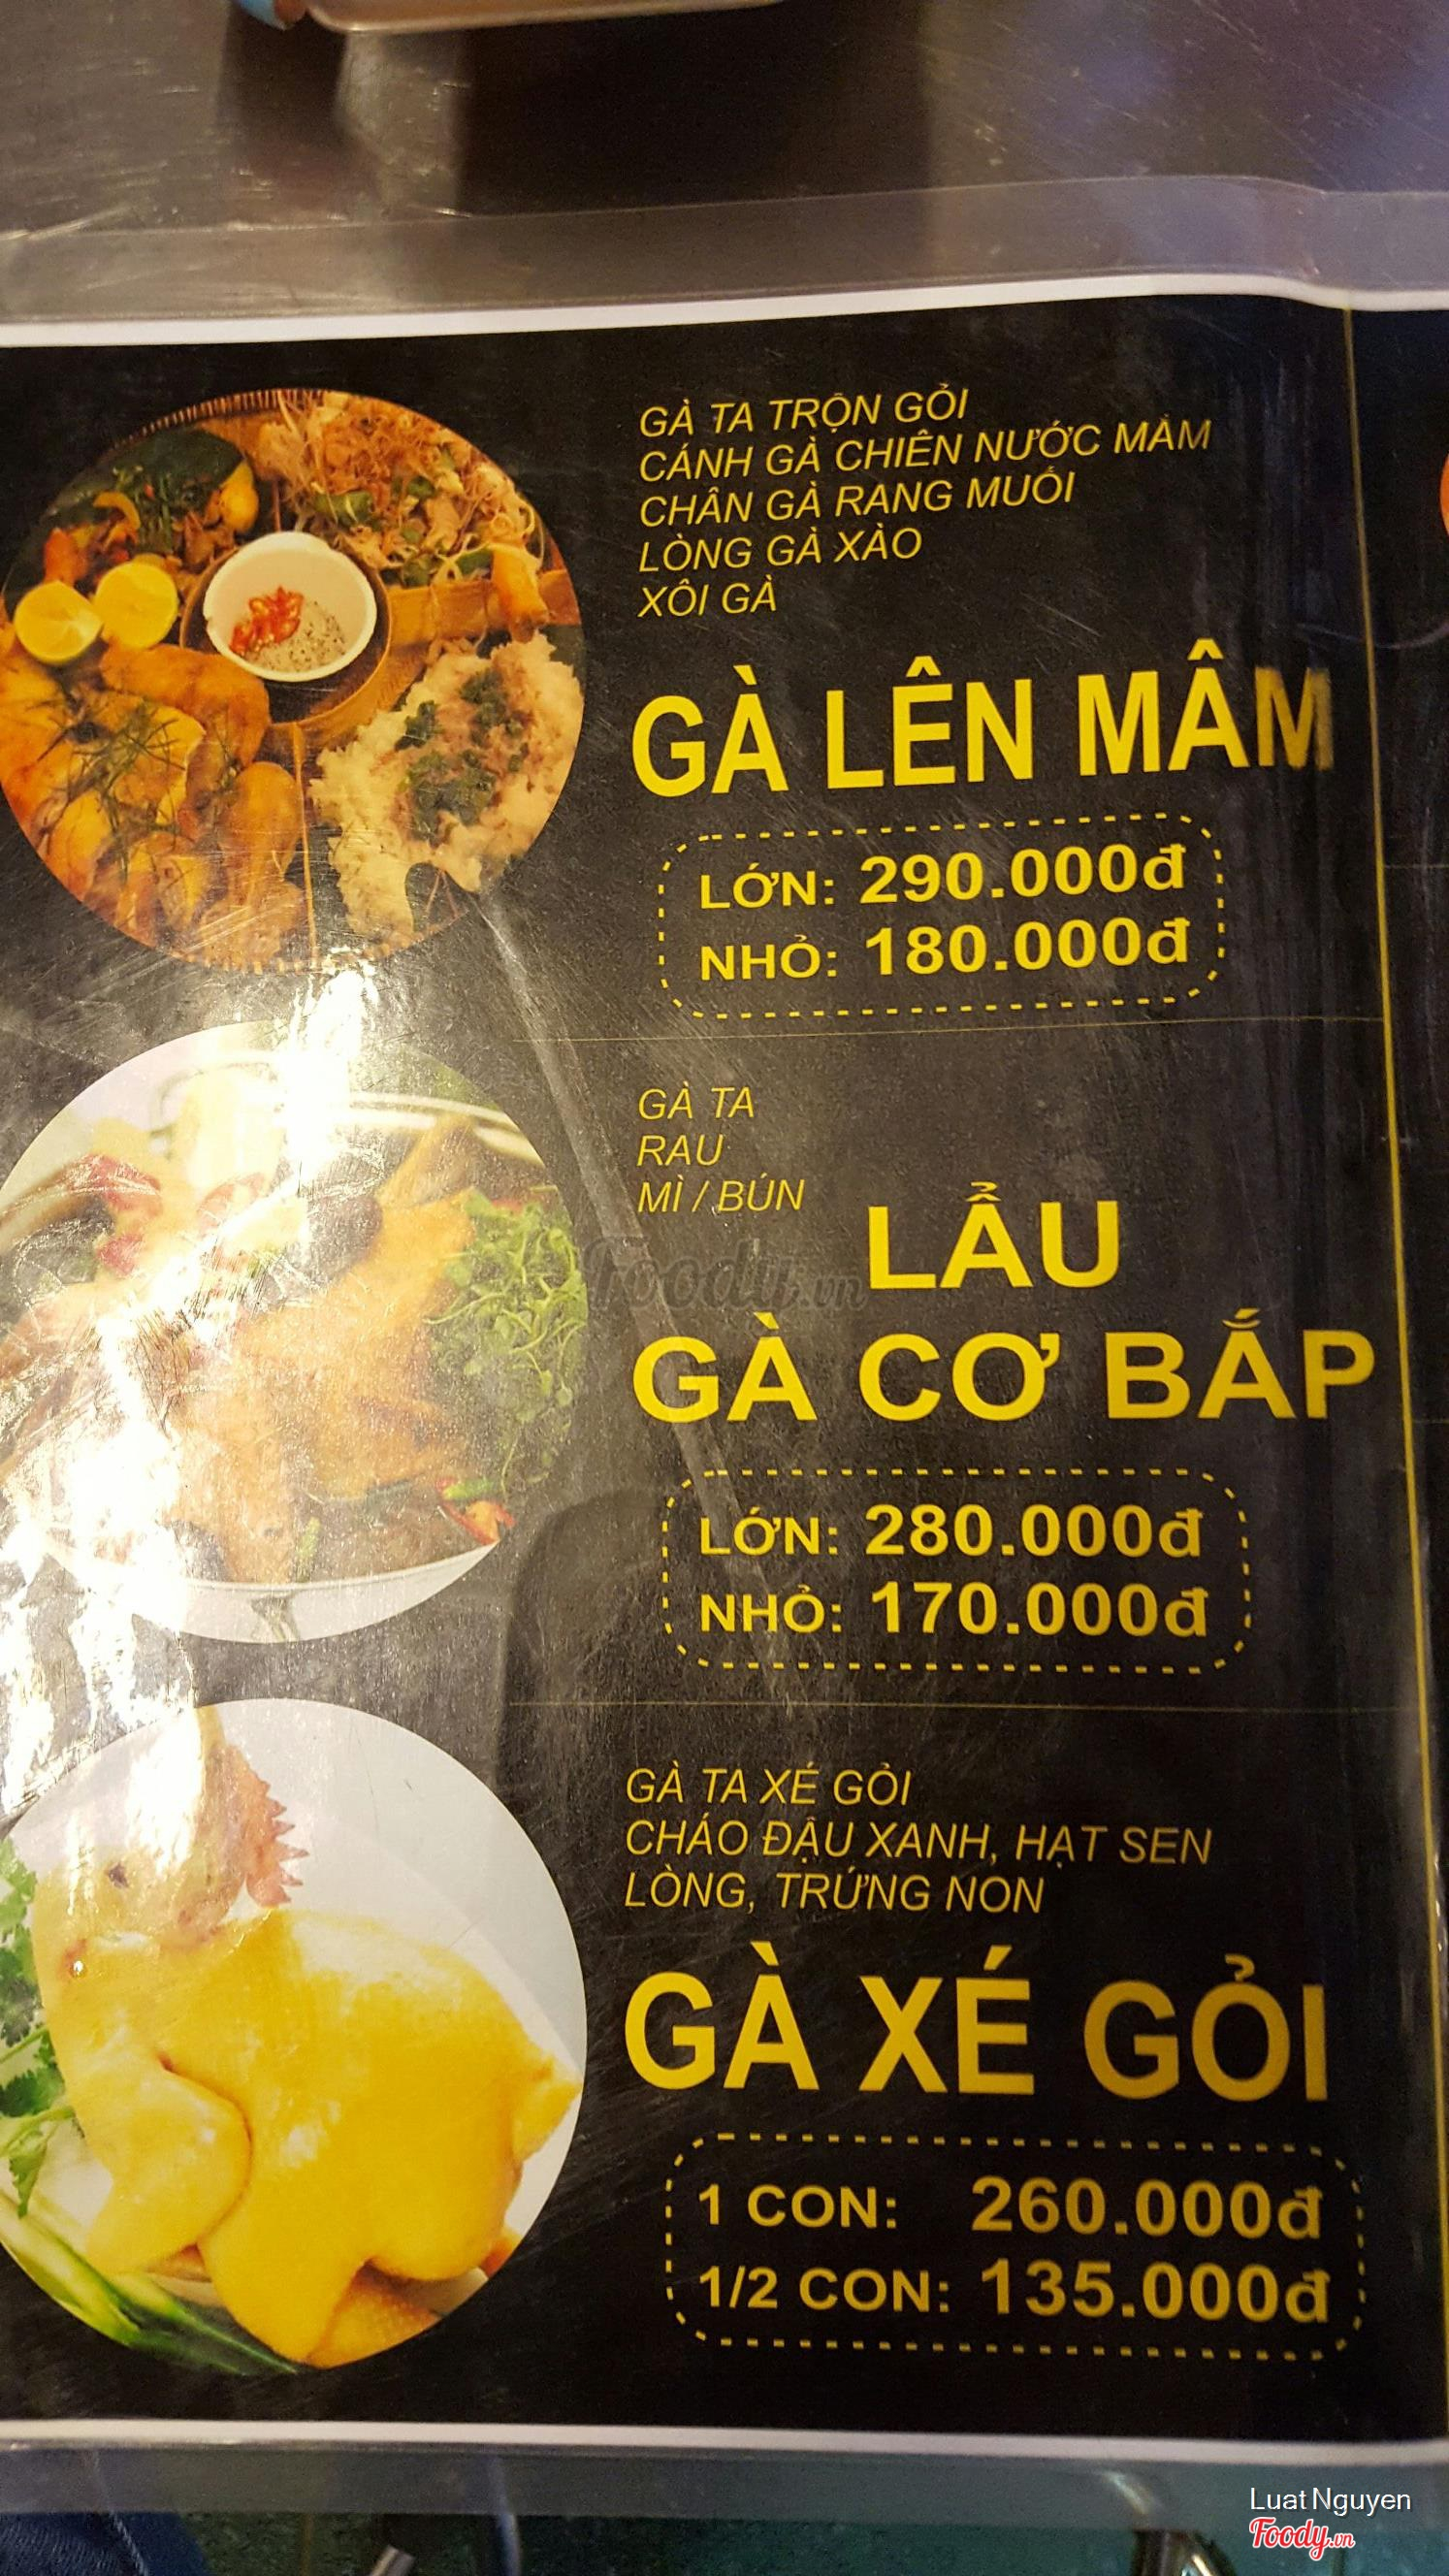 GÀ TA TRỘN GỎI
CÁNH GÀ CHIÊN NƯỚC MẮM
CHÂN GÀ RANG MUỐI
LÒNG GÀ XÀO
XÔI GÀ
GÀ LÊN MÂM
LỚN: 290.000đ
NHỎ: 180.000đ
GÀ TA
RAU
MÌ / BÚN
Foody.vn
LẨU
GÀ CƠ BẮP
LỚN: 280.000đ
NHỎ: 170.000đ
GÀ TA XÉ GỎI
CHÁO ĐẬU XANH, HẠT SEN
LÒNG, TRỨNG NON
GÀ XÉ GỎI
1 CON: 260.000đ
1/2 CON: 135.000đ
Luat Nguyen
Foody.vn